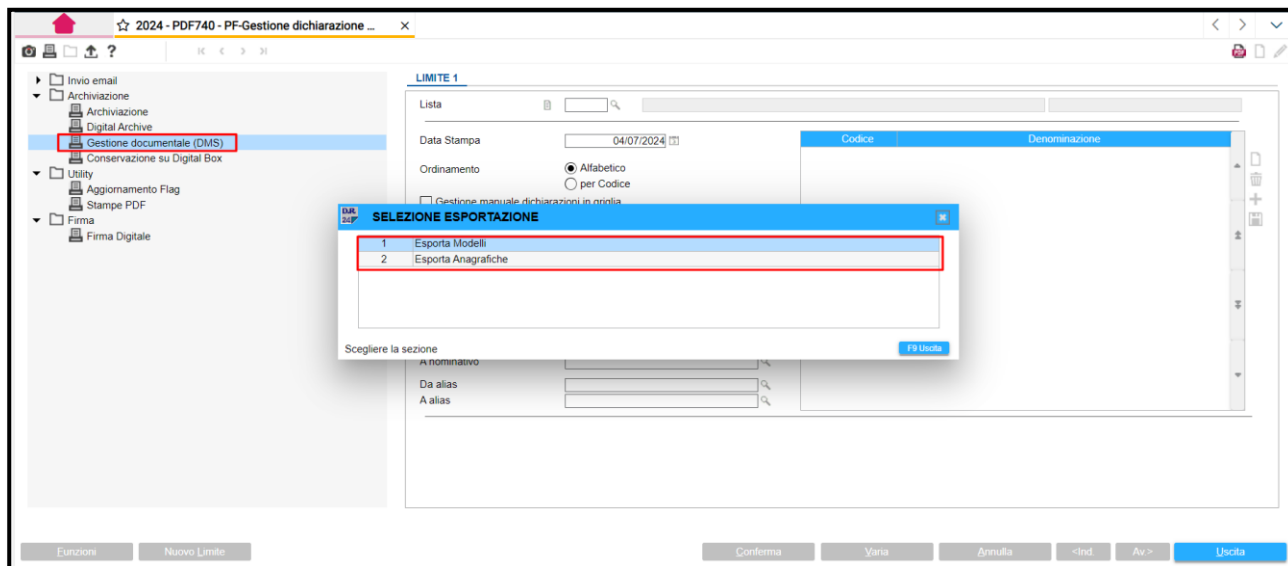 2024 - PDF740 - PF-Gestione dichiarazione ...
?
Invio email
Archiviazione
Archiviazione
Digital Archive
Gestione documentale (DMS)
Conservazione su Digital Box
Utility
Aggiornamento Flag
Stampe PDF
Firma
Firma Digitale
LIMITE 1
Lista
Data Stampa 04/07/2024
Ordinamento Alfabetico
per Codice
Gestione manuale dichiarazioni in griglia
Codice Denominazione
SELEZIONE ESPORTAZIONE
1 Esporta Modelli
2 Esporta Anagrafiche
Scegliere la sezione F9 Uscita
A nominativo
Da alias
A alias
Funzioni Nuovo Limite Conferma Varia Annulla <Ind. Av.> Uscita